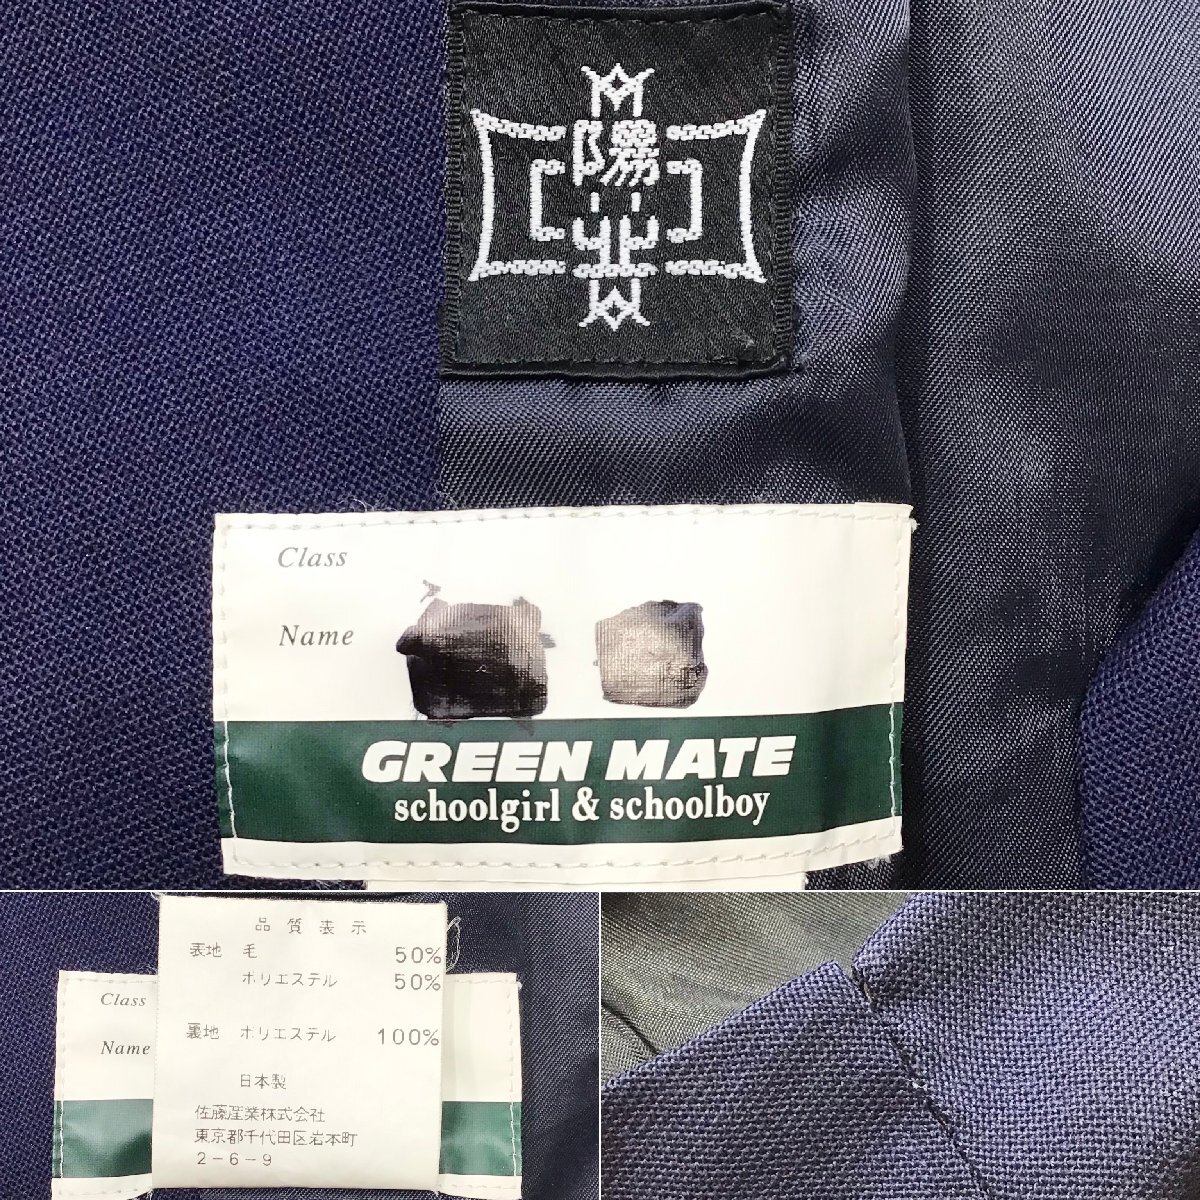 陽
Class
Name
GREEN MATE
schoolgirl & schoolboy
品質表示
表地 毛 50%
ポリエステル 50%
裏地 ポリエステル 100%
日本製
佐藤産業株式会社
東京都千代田区岩本町
2-6-9
Class
Name